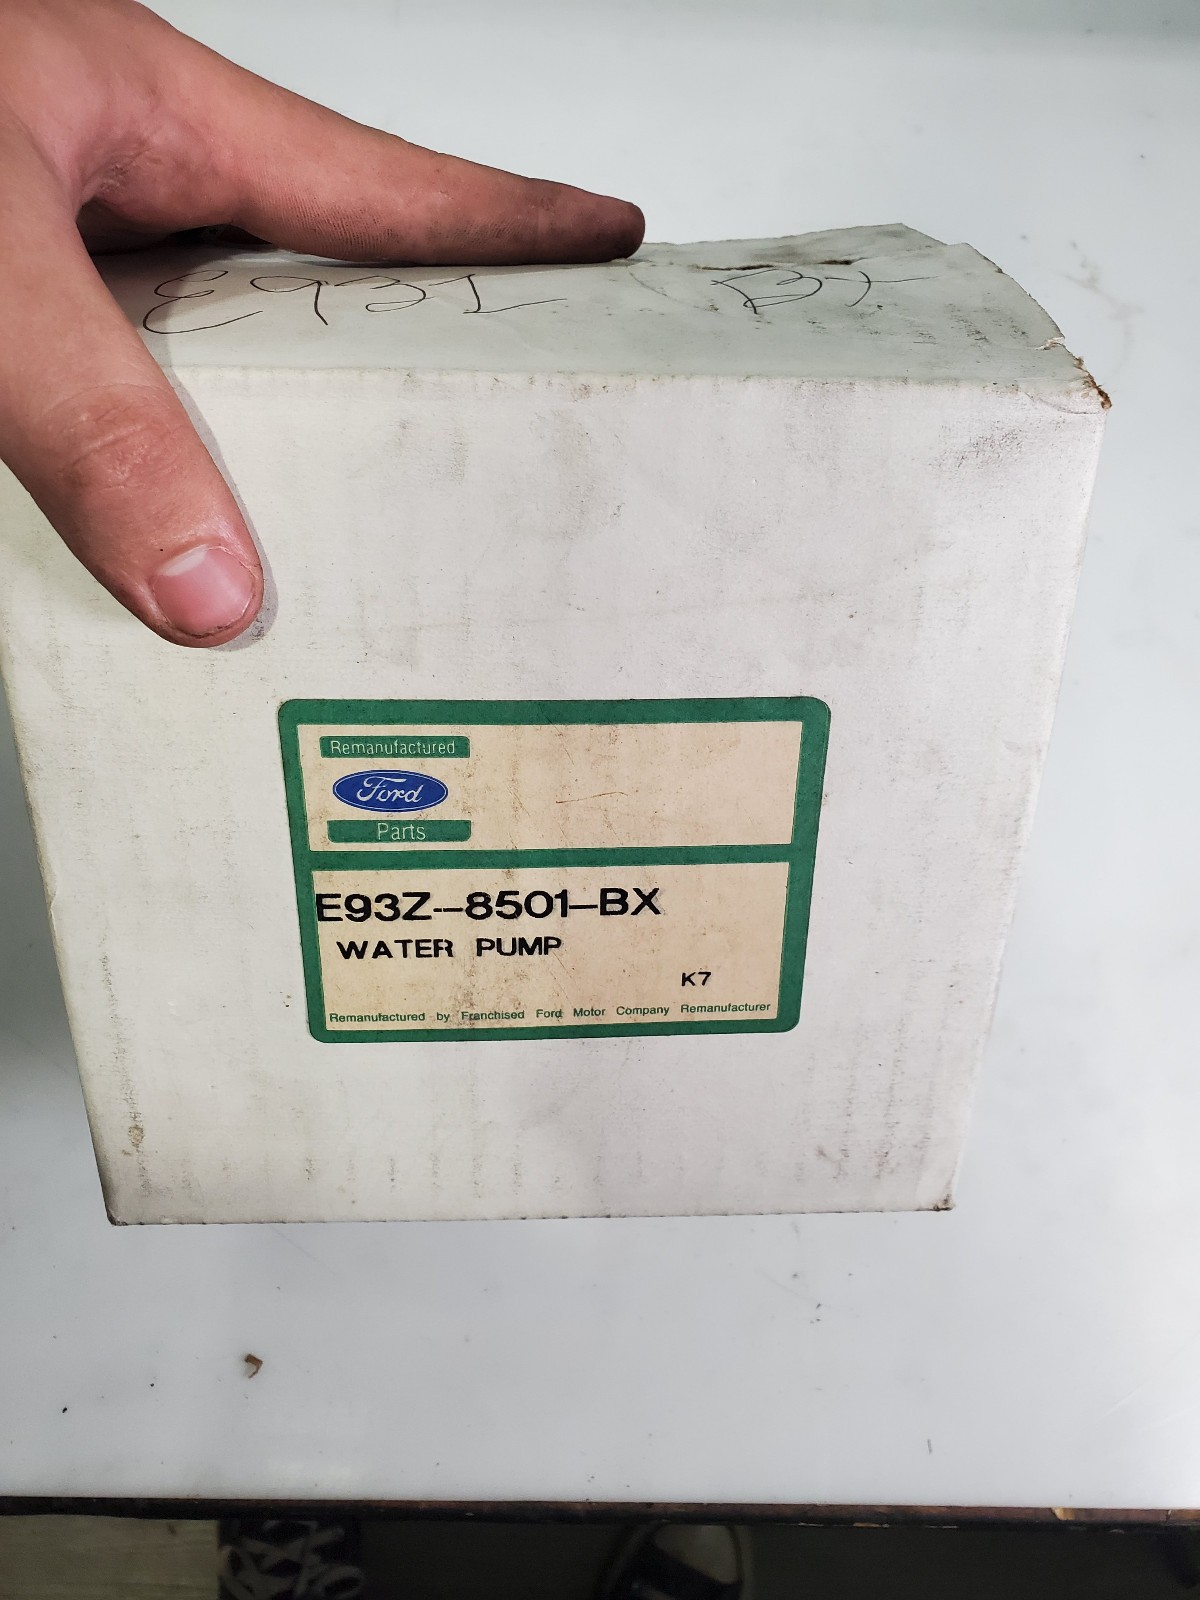 E93Z BX
Remanufactured
Ford
Parts
E93Z-8501-BX
WATER PUMP
K7
Remanufactured by Franchised Ford Motor Company Remanufacturer